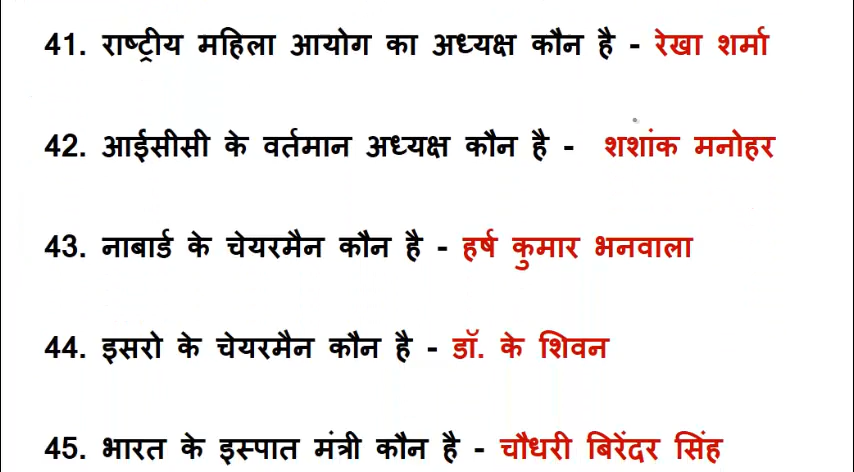 41. राष्ट्रीय महिला आयोग का अध्यक्ष कौन है - रेखा शर्मा
42. आईसीसी के वर्तमान अध्यक्ष कौन है - शशांक मनोहर
43. नाबार्ड के चेयरमैन कौन है - हर्ष कुमार भनवाला
44. इसरो के चेयरमैन कौन है - डॉ. के शिवन
45. भारत के इस्पात मंत्री कौन है - चौधरी बिरेंदर सिंह